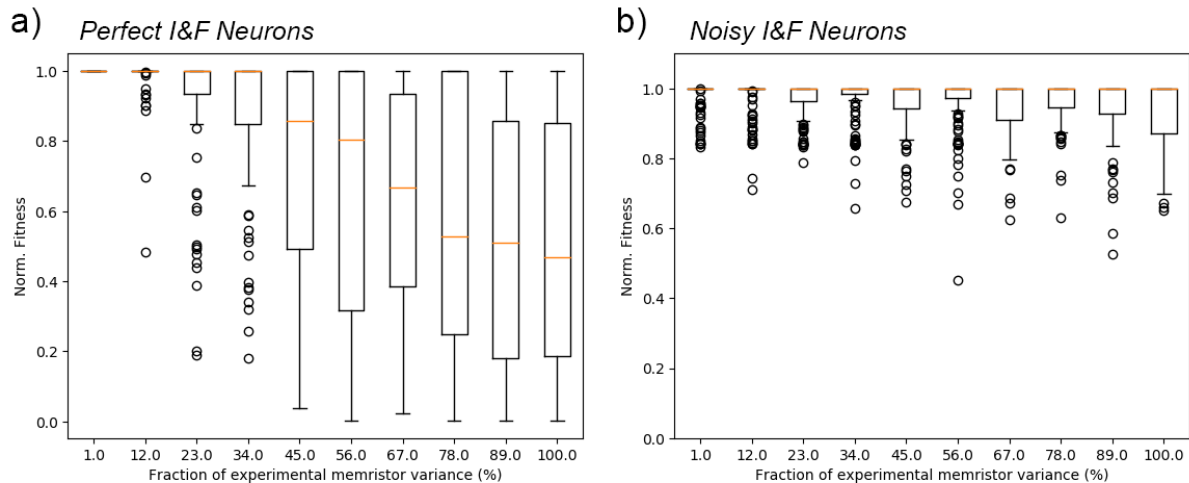 a) Perfect I&F Neurons
1.0
0.8
0.6
0.4
0.2
0.0
Norm. Fitness
1.0 12.0 23.0 34.0 45.0 56.0 67.0 78.0 89.0 100.0
Fraction of experimental memristor variance (%)
b) Noisy I&F Neurons
1.0
0.8
0.6
0.4
0.2
0.0
Norm. Fitness
1.0 12.0 23.0 34.0 45.0 56.0 67.0 78.0 89.0 100.0
Fraction of experimental memristor variance (%)